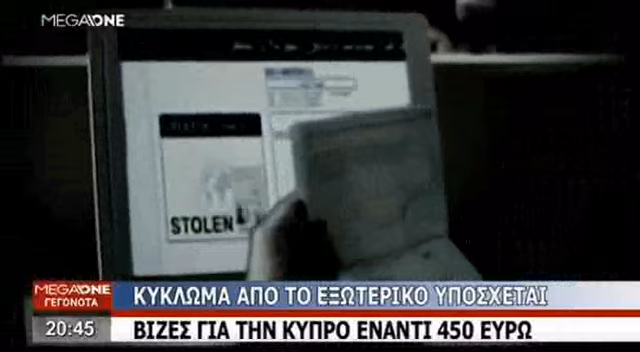 MEGAONE
STOLEN
MEGAONE
ΓΕΓΟΝΟΤΑ
ΚΥΚΛΩΜΑ ΑΠΟ ΤΟ ΕΞΩΤΕΡΙΚΟ ΥΠΟΣΧΕΤΑΙ
20:45
ΒΙΖΕΣ ΓΙΑ ΤΗΝ ΚΥΠΡΟ ΕΝΑΝΤΙ 450 ΕΥΡΩ